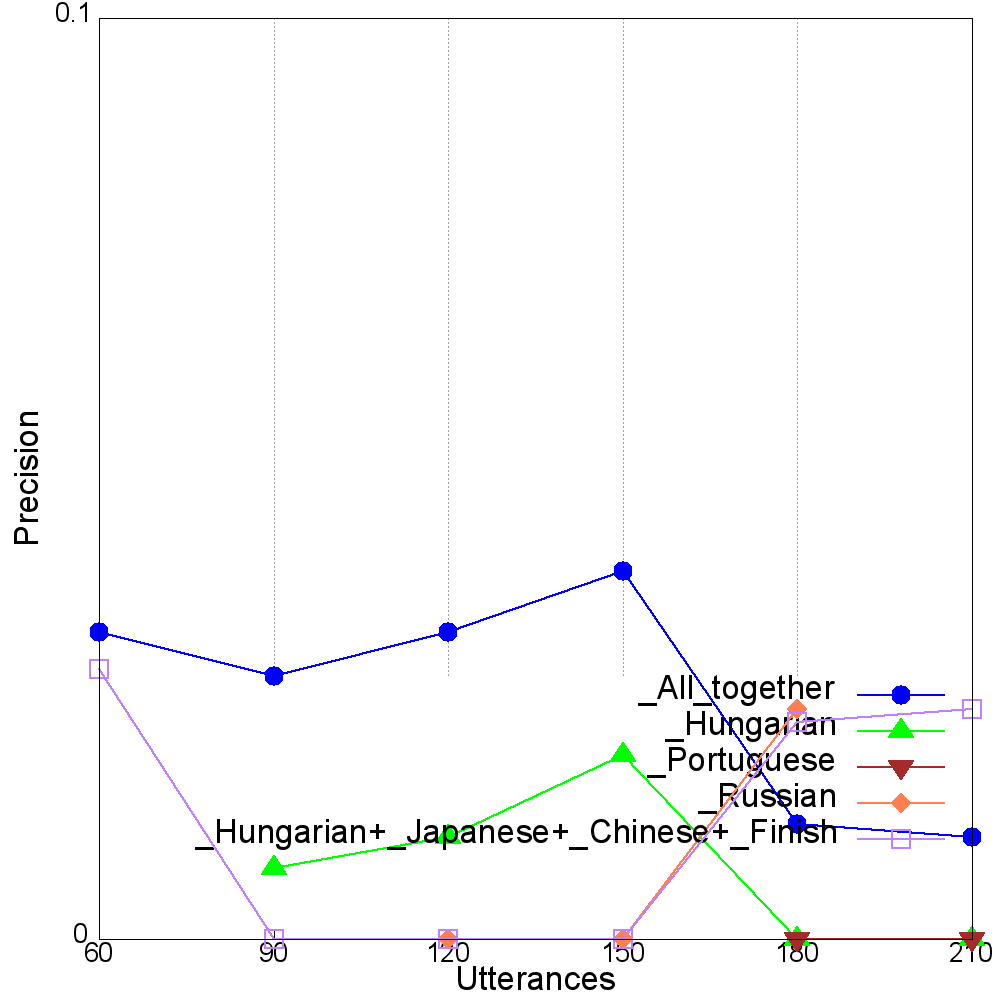 0.1
Precision
_All_together
_Hungarian
_Portuguese
_Russian
_Hungarian+_Japanese+_Chinese+_Finish
0
60 90 120 150 180 210
Utterances